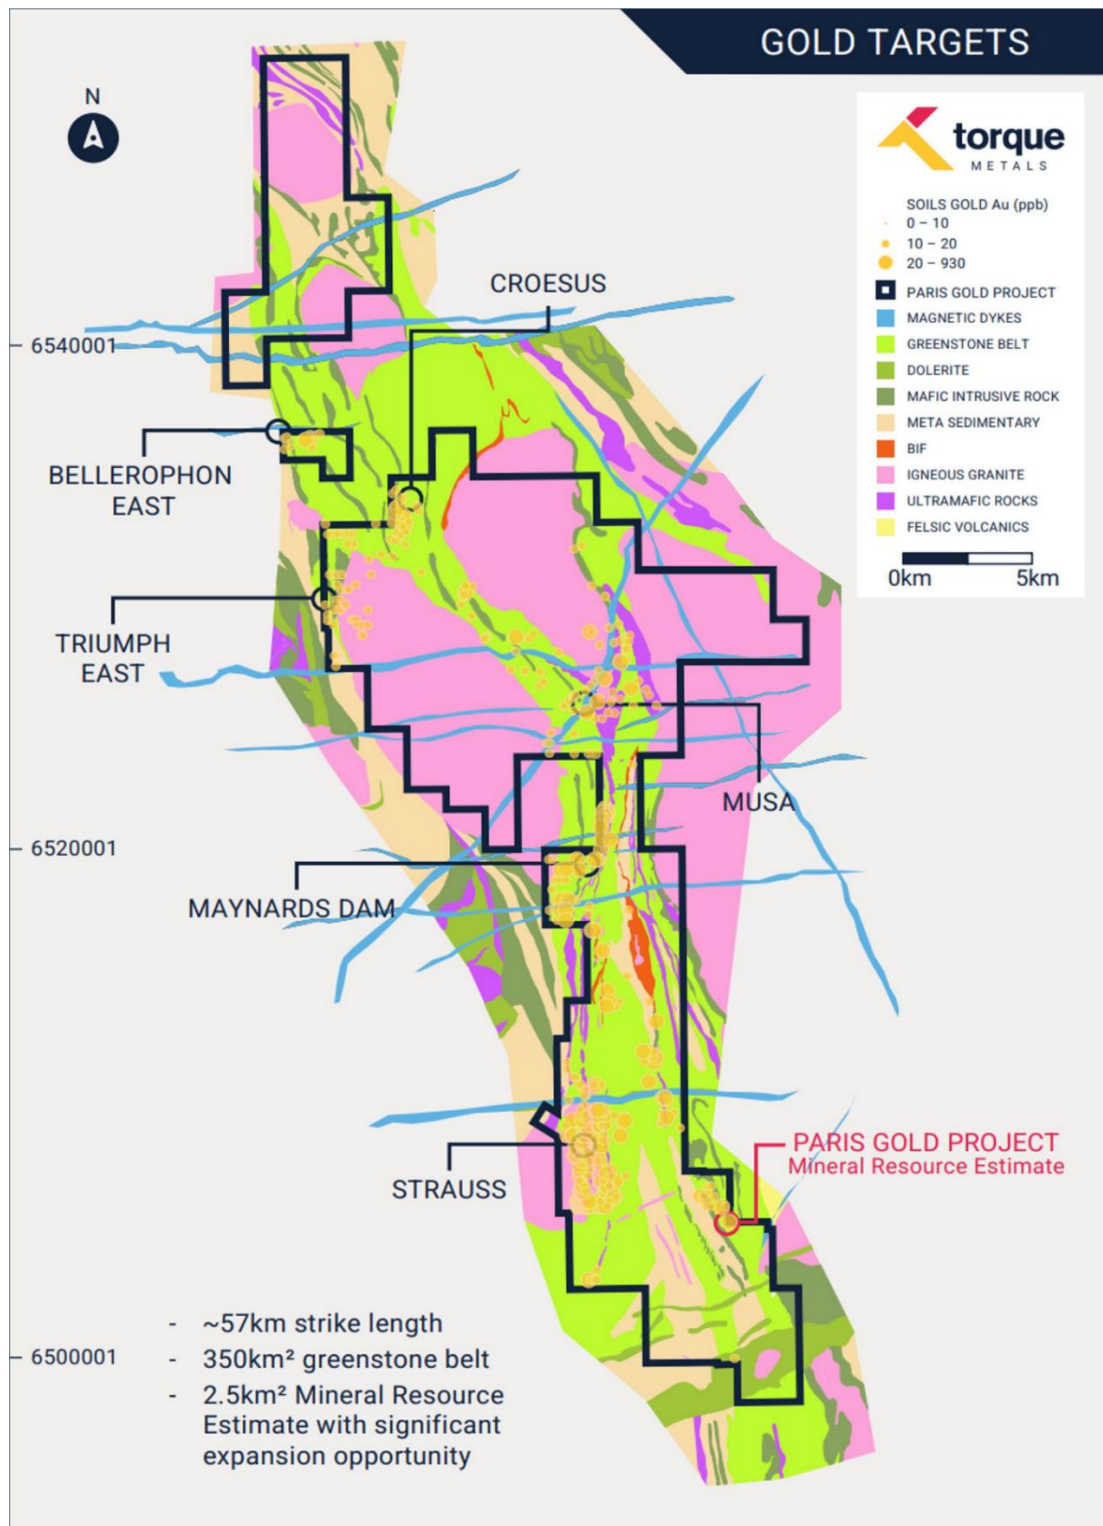 GOLD TARGETS
N
torque
METALS
SOILS GOLD Au (ppb)
0 – 10
10 – 20
20 – 930
PARIS GOLD PROJECT
MAGNETIC DYKES
GREENSTONE BELT
DOLERITE
MAFIC INTRUSIVE ROCK
META SEDIMENTARY
BIF
IGNEOUS GRANITE
ULTRAMAFIC ROCKS
FELSIC VOLCANICS
0km 5km
CROESUS
6540001
BELLEROPHON
EAST
TRIUMPH
EAST
MUSA
6520001
MAYNARDS DAM
PARIS GOLD PROJECT
Mineral Resource Estimate
STRAUSS
6500001
- ~57km strike length
- 350km² greenstone belt
- 2.5km² Mineral Resource
Estimate with significant
expansion opportunity